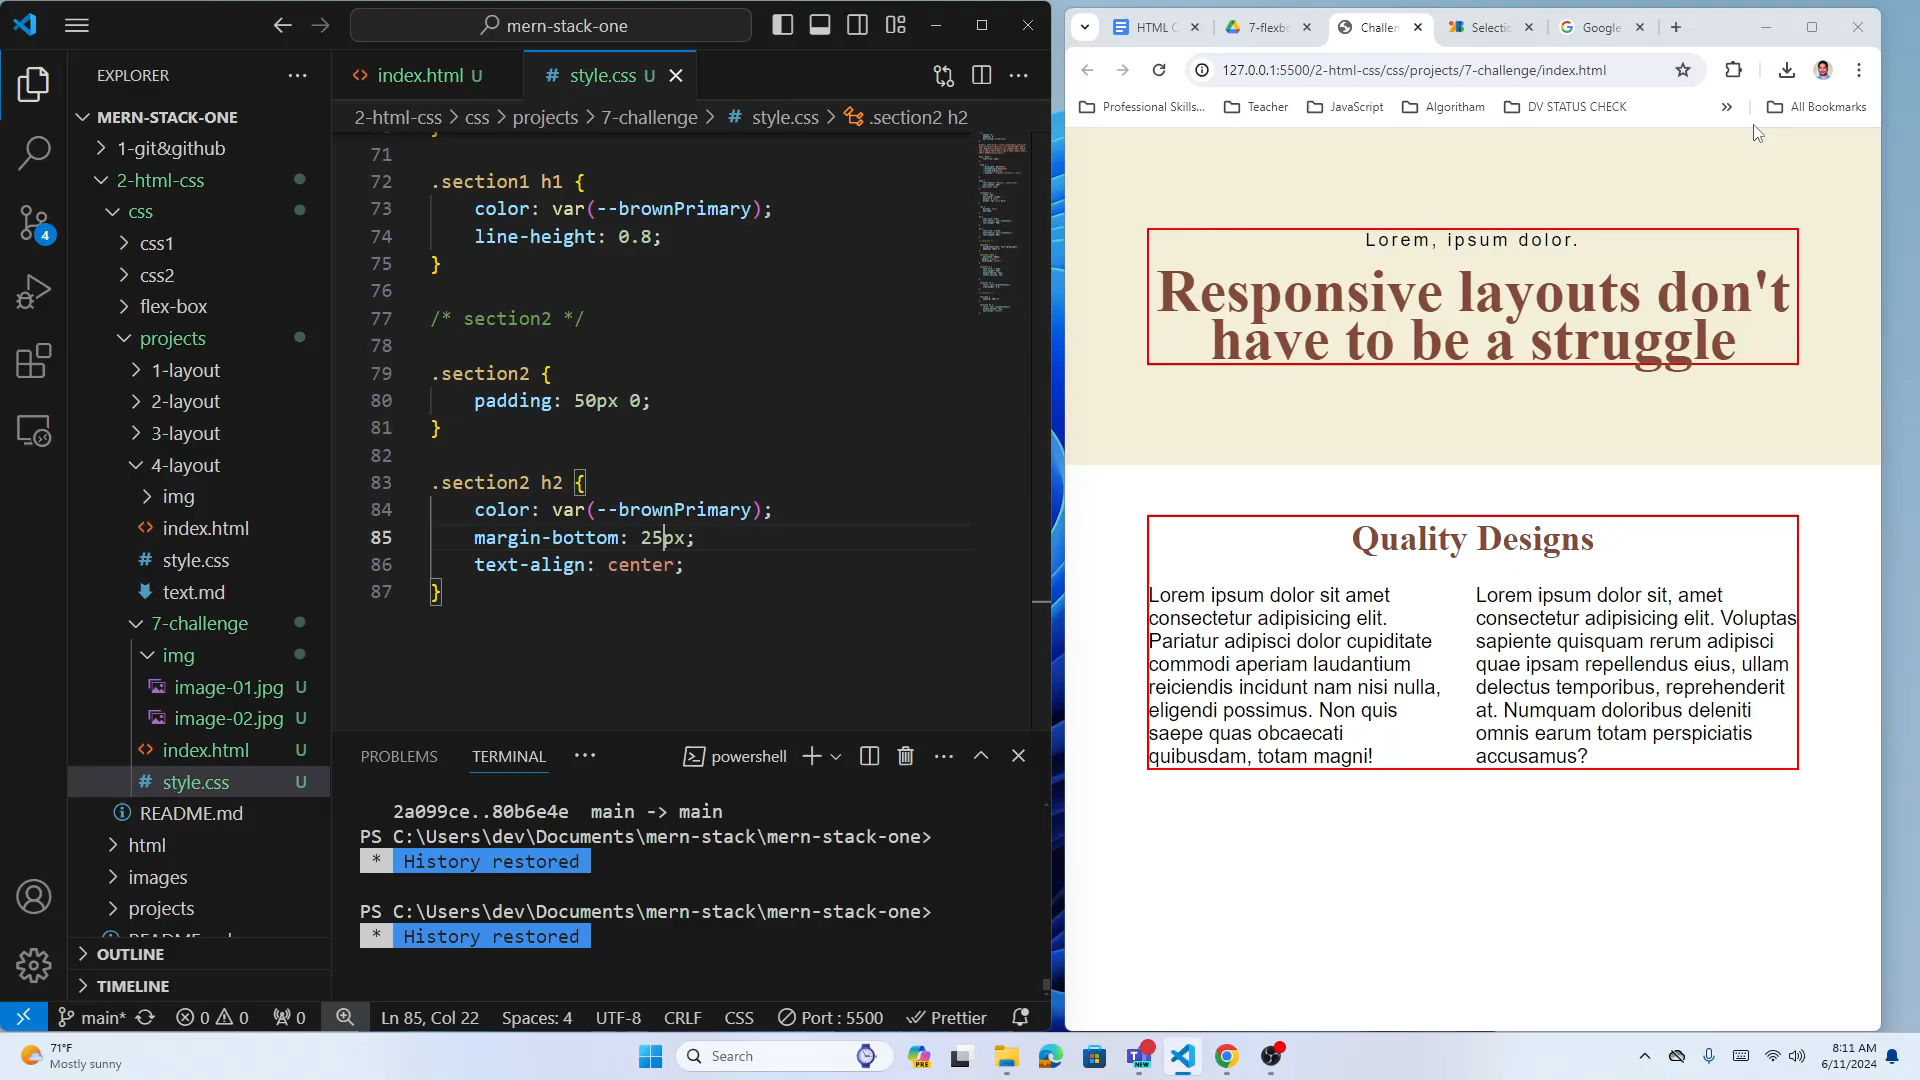 mern-stack-one
EXPLORER
MERN-STACK-ONE
1-git&github
2-html-css
css
css1
css2
flex-box
projects
1-layout
2-layout
3-layout
4-layout
img
index.html
style.css
text.md
7-challenge
img
image-01.jpg U
image-02.jpg U
index.html U
style.css U
README.md
html
images
projects
OUTLINE
TIMELINE
4
index.html U
# style.css U
2-html-css > css > projects > 7-challenge > # style.css > .section2 h2
71
72 .section1 h1 {
73 color: var(--brownPrimary);
74 line-height: 0.8;
75 }
76
77 /* section2 */
78
79 .section2 {
80 padding: 50px 0;
81 }
82
83 .section2 h2 {
84 color: var(--brownPrimary);
85 margin-bottom: 25px;
86 text-align: center;
87 }
PROBLEMS TERMINAL powershell
2a099ce..80b6e4e main -> main
PS C:\Users\dev\Documents\mern-stack\mern-stack-one>
* History restored
PS C:\Users\dev\Documents\mern-stack\mern-stack-one>
* History restored
main* 0 0 0 Ln 85, Col 22 Spaces: 4 UTF-8 CRLF CSS Port : 5500 Prettier
HTML C 7-flexb Challen Selectio Google
127.0.0.1:5500/2-html-css/css/projects/7-challenge/index.html
Professional Skills... Teacher JavaScript Algoritham DV STATUS CHECK » All Bookmarks
Lorem, ipsum dolor.
Responsive layouts don't
have to be a struggle
Quality Designs
Lorem ipsum dolor sit amet
consectetur adipisicing elit.
Pariatur adipisci dolor cupiditate
commodi aperiam laudantium
reiciendis incidunt nam nisi nulla,
eligendi possimus. Non quis
saepe quas obcaecati
quibusdam, totam magni!
Lorem ipsum dolor sit, amet
consectetur adipisicing elit. Voluptas
sapiente quisquam rerum adipisci
quae ipsam repellendus eius, ullam
delectus temporibus, reprehenderit
at. Numquam doloribus deleniti
omnis earum totam perspiciatis
accusamus?
71°F
Mostly sunny
Search
PRE
NEW
8:11 AM
6/11/2024